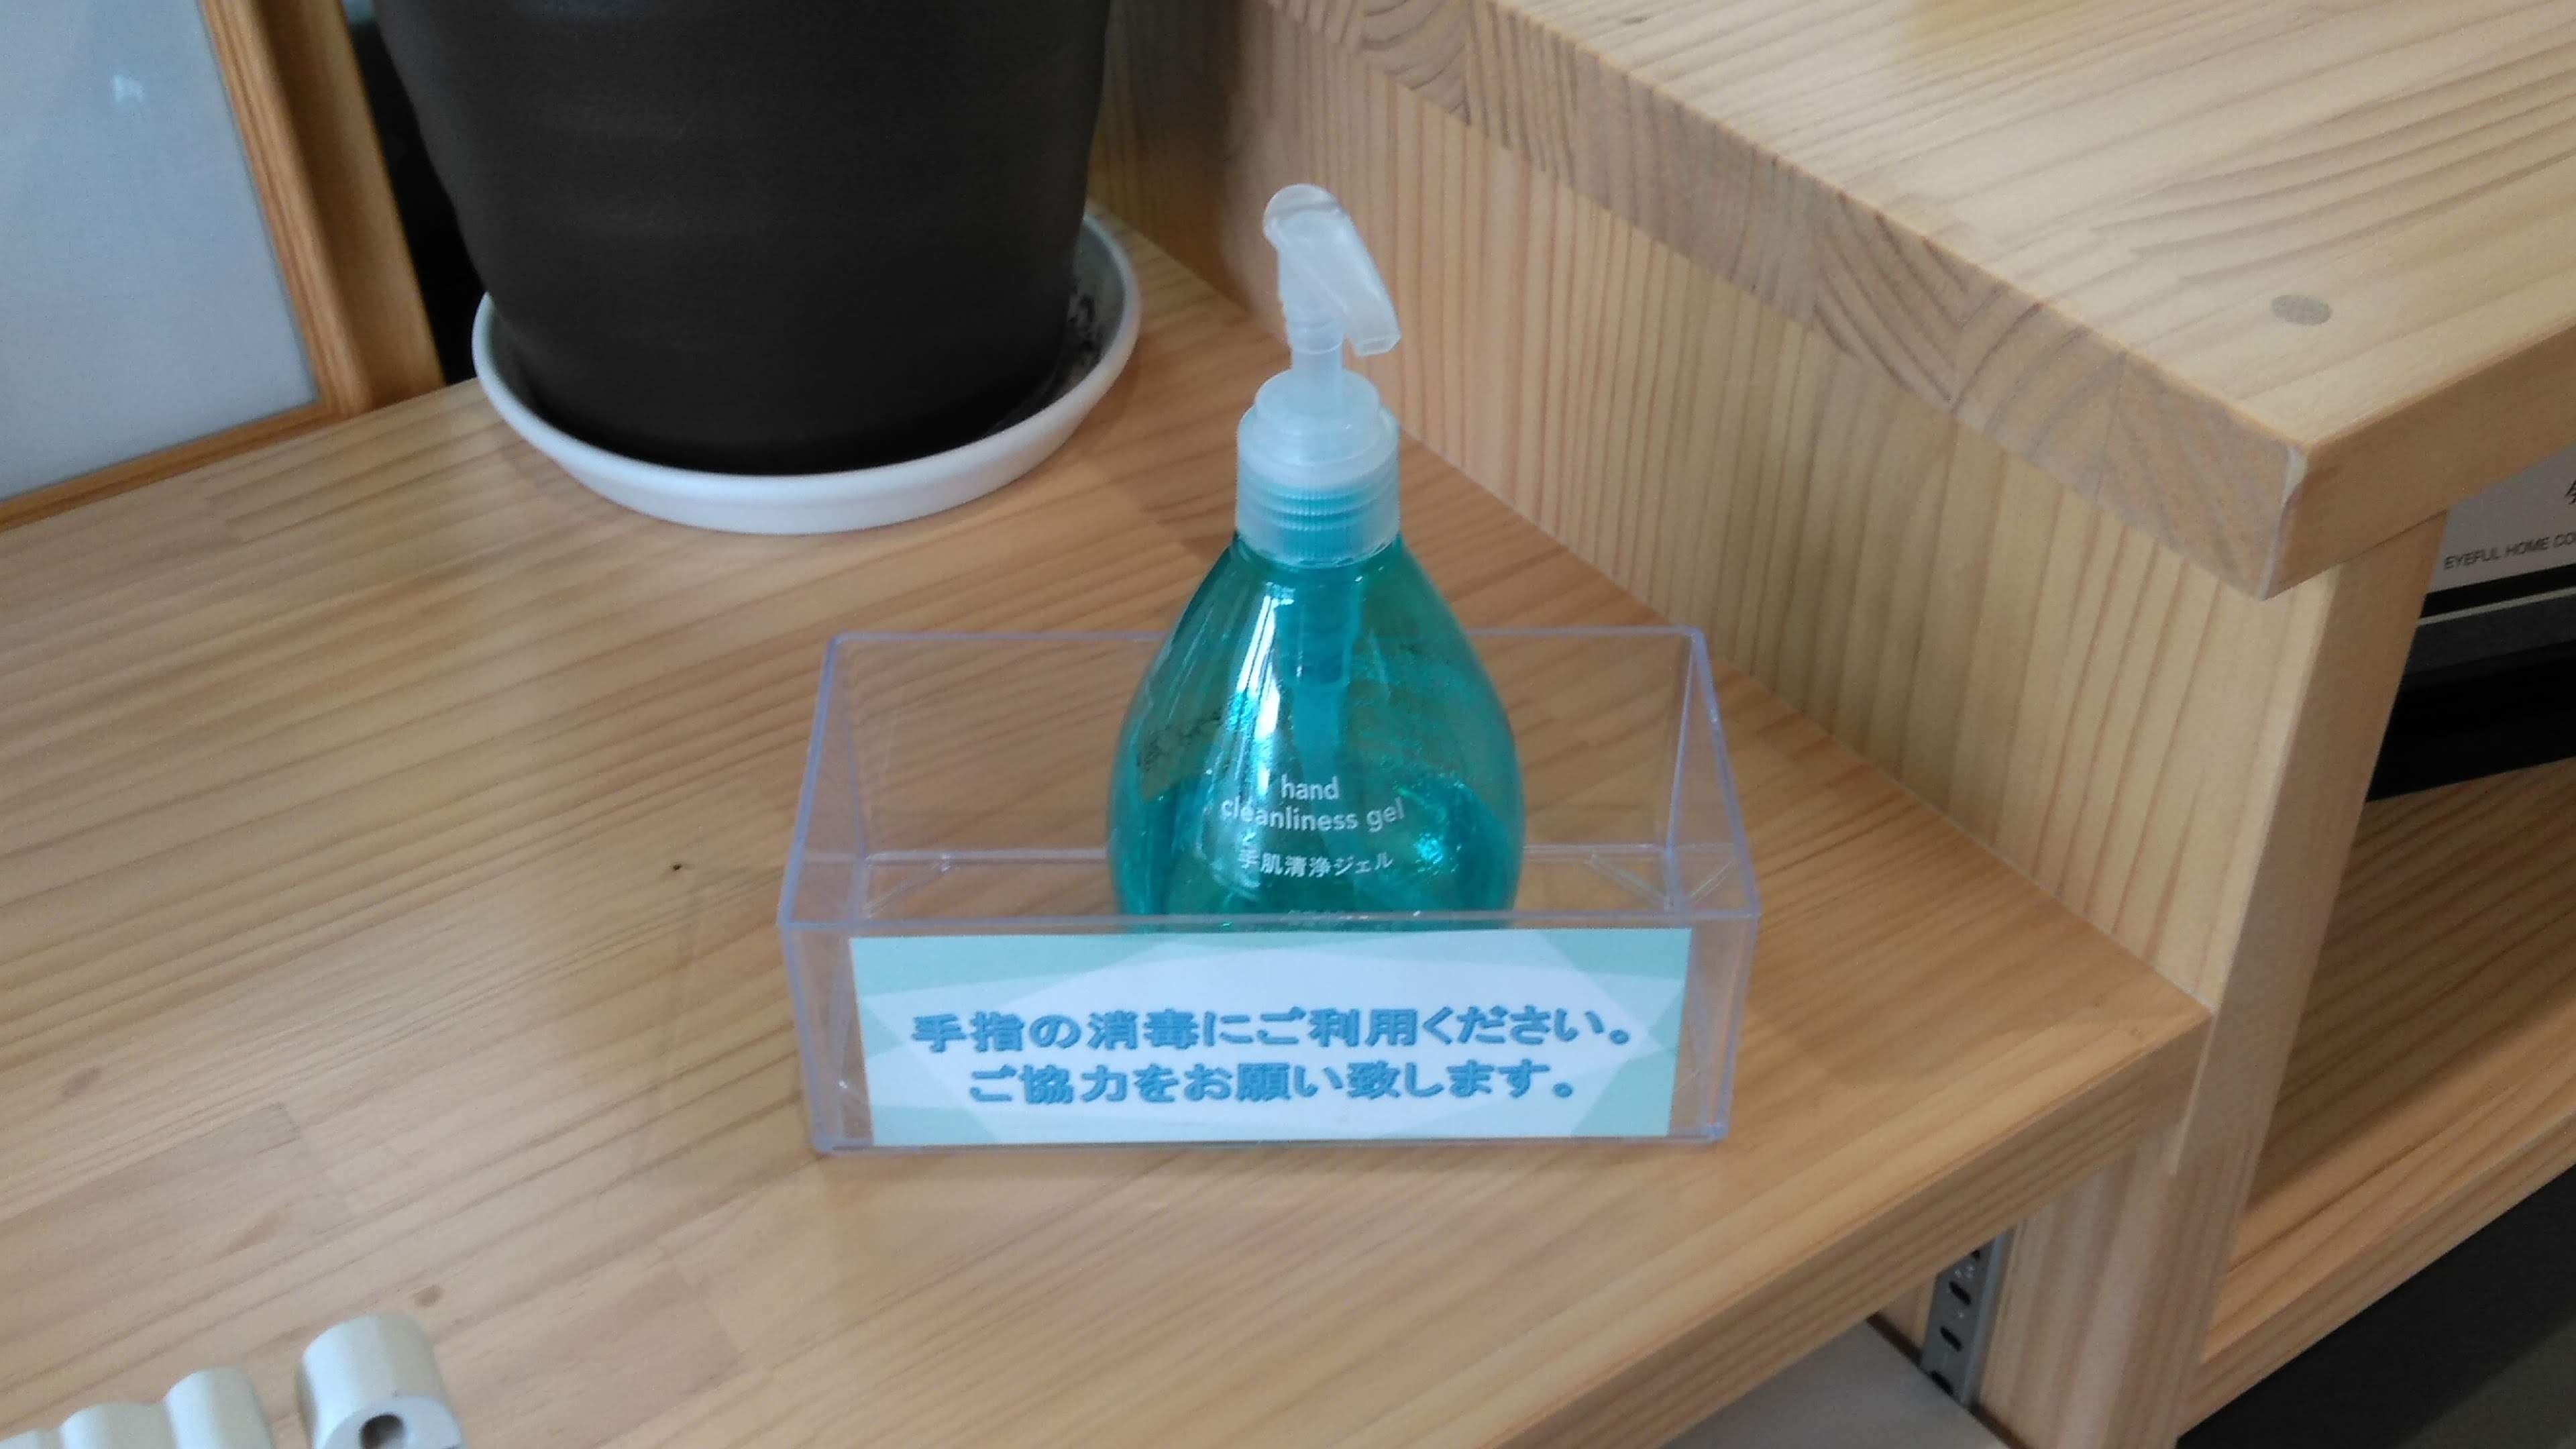 hand
cleanliness gel
手肌清浄ジェル
手指の消毒にご利用ください。
ご協力をお願い致します。
EYEFUL HOME